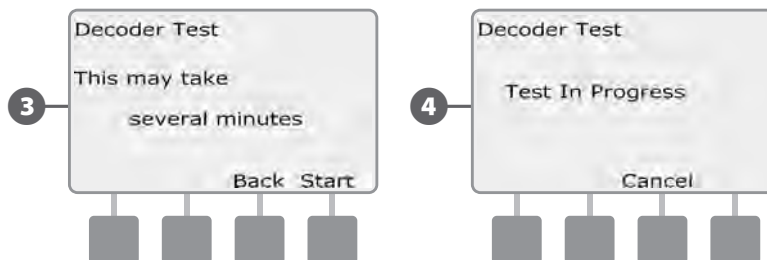 3
Decoder Test
This may take
several minutes
Back Start
4
Decoder Test
Test In Progress
Cancel